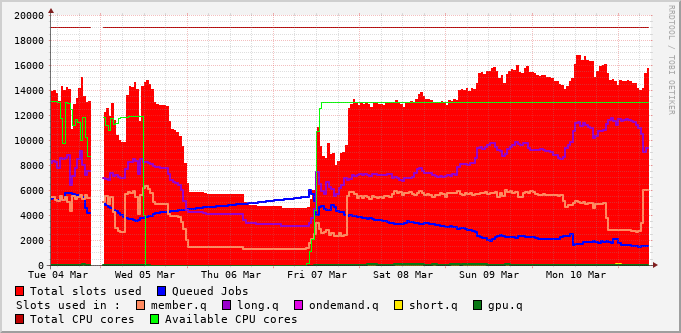 20000
18000
16000
14000
12000
10000
8000
6000
4000
2000
0
Tue 04 Mar Wed 05 Mar Thu 06 Mar Fri 07 Mar Sat 08 Mar Sun 09 Mar Mon 10 Mar
Total slots used Queued Jobs
Slots used in : member.q long.q ondemand.q short.q gpu.q
Total CPU cores Available CPU cores
RRDTOOL / TOBI OETIKER